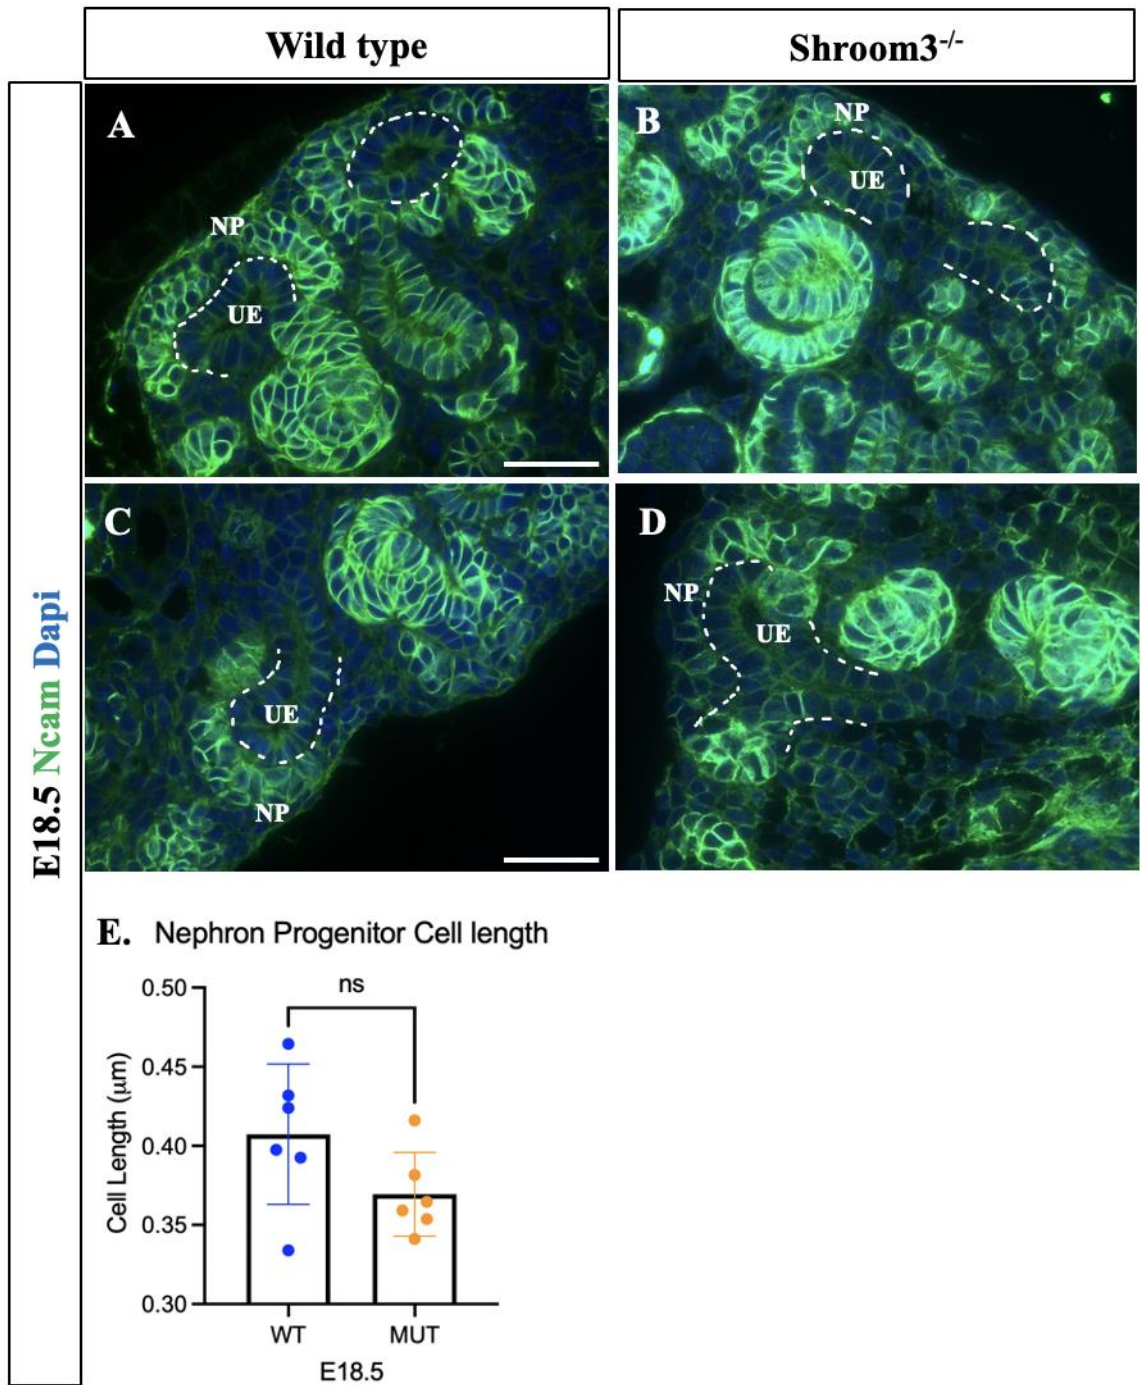 Wild type
Shroom3-/-
E18.5 Ncam Dapi
A
NP
UE
B
NP
UE
C
UE
NP
D
NP
UE
E. Nephron Progenitor Cell length
ns
Cell Length (μm)
0.50
0.45
0.40
0.35
0.30
WT MUT
E18.5